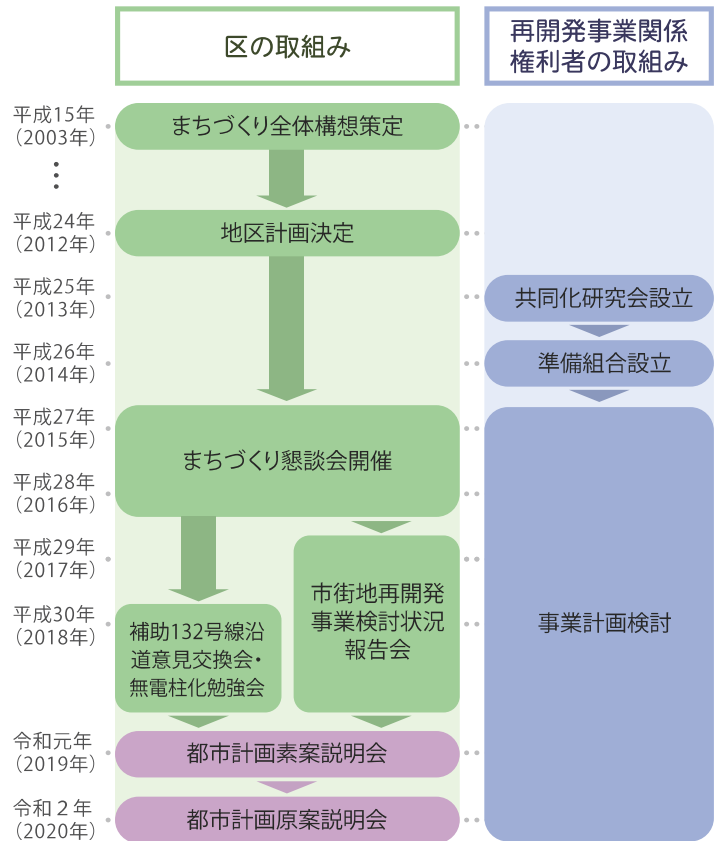 区の取組み
再開発事業関係
権利者の取組み
平成15年
（2003年）
まちづくり全体構想策定
平成24年
（2012年）
地区計画決定
平成25年
（2013年）
共同化研究会設立
平成26年
（2014年）
準備組合設立
平成27年
（2015年）
まちづくり懇談会開催
平成28年
（2016年）
平成29年
（2017年）
市街地再開発
事業検討状況
報告会
平成30年
（2018年）
補助132号線沿
道意見交換会・
無電柱化勉強会
事業計画検討
令和元年
（2019年）
都市計画素案説明会
令和２年
（2020年）
都市計画原案説明会